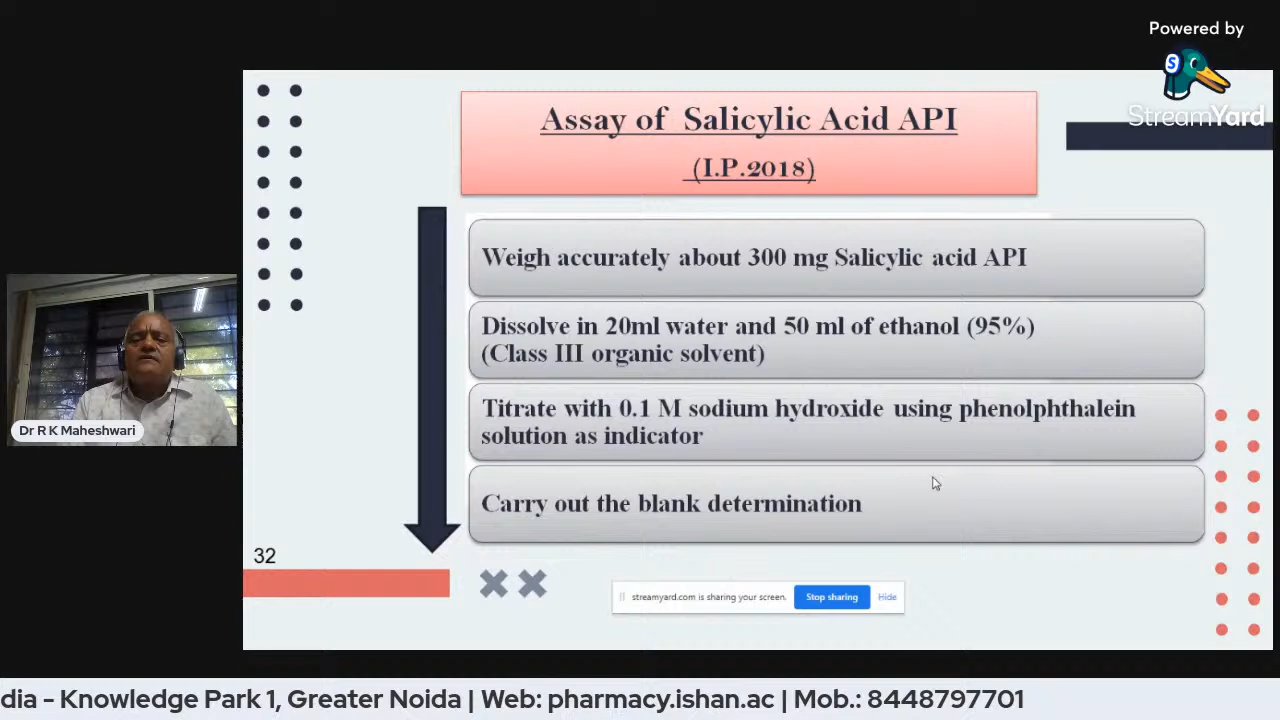 Powered by
StreamYard
S
Assay of Salicylic Acid API
(I.P.2018)
Weigh accurately about 300 mg Salicylic acid API
Dissolve in 20ml water and 50 ml of ethanol (95%)
(Class III organic solvent)
Titrate with 0.1 M sodium hydroxide using phenolphthalein
solution as indicator
Carry out the blank determination
Dr R K Maheshwari
32
streamyard.com is sharing your screen. Stop sharing Hide
dia - Knowledge Park 1, Greater Noida | Web: pharmacy.ishan.ac | Mob.: 8448797701